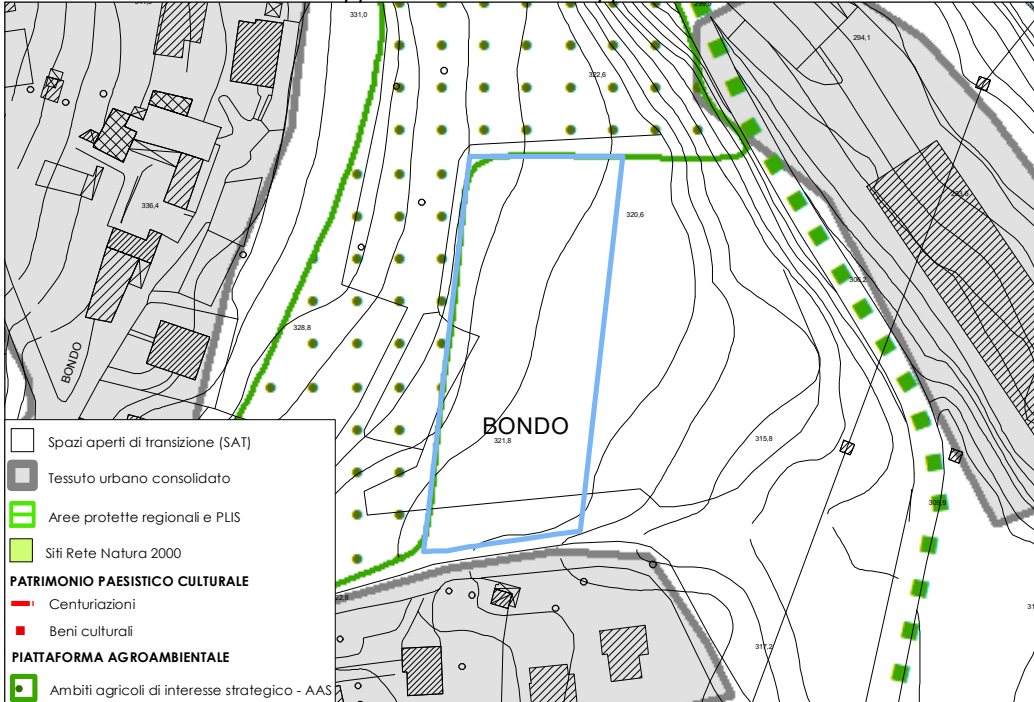 331,0
294,1
322,6
336,4
320,6
328,8
BONDO
BONDO
321,8
315,8
317,2
Spazi aperti di transizione (SAT)
Tessuto urbano consolidato
Aree protette regionali e PLIS
Siti Rete Natura 2000
PATRIMONIO PAESISTICO CULTURALE
Centuriazioni
Beni culturali
PIATTAFORMA AGROAMBIENTALE
Ambiti agricoli di interesse strategico - AAS